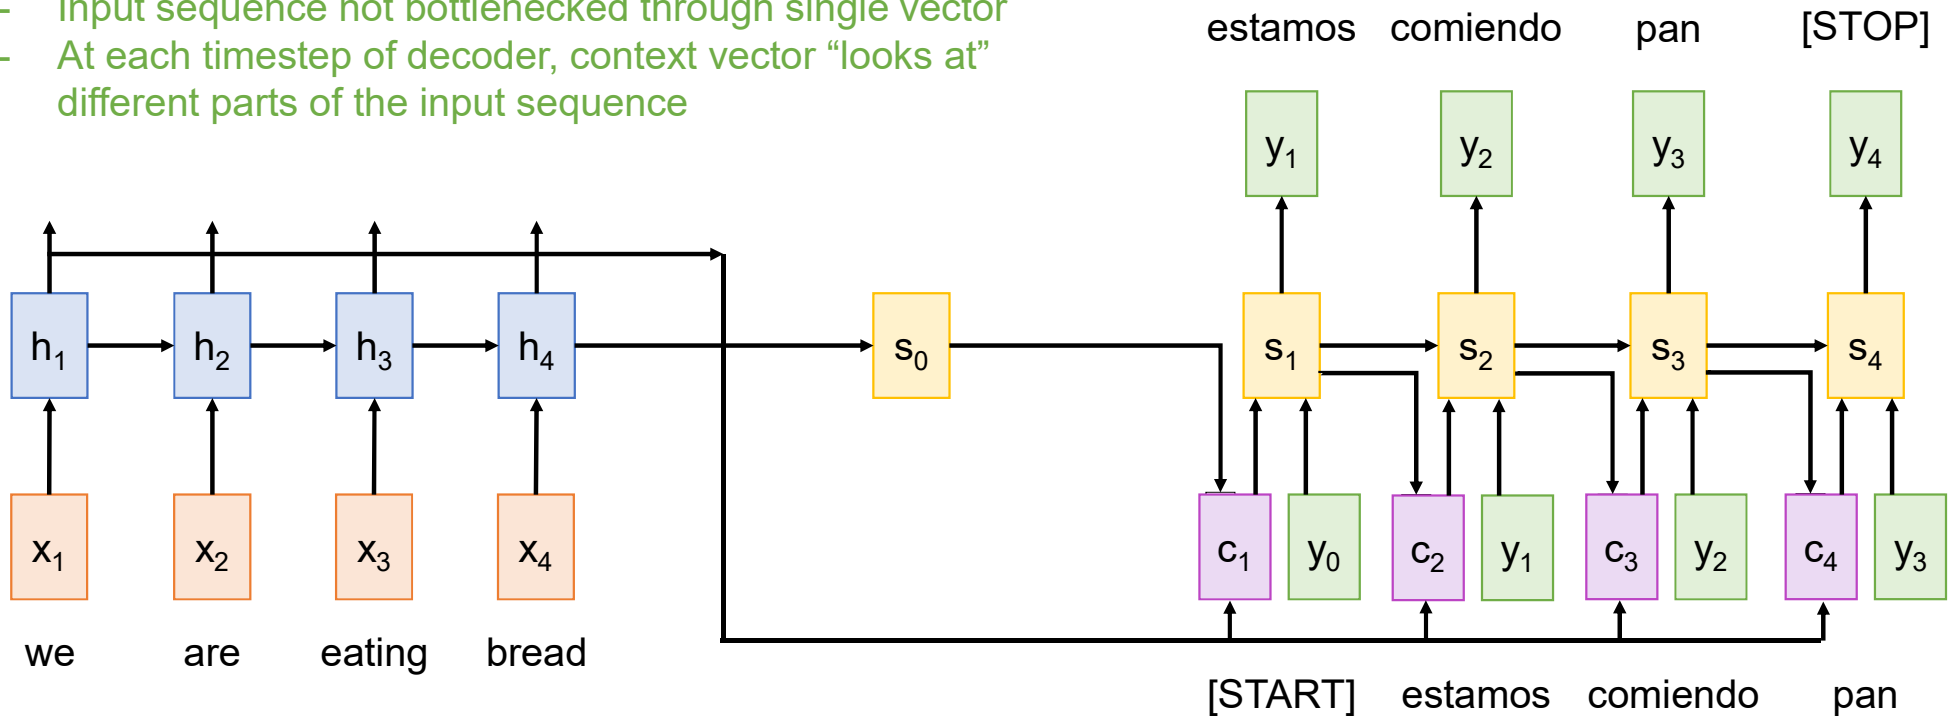 - Input sequence not bottlenecked through single vector
- At each timestep of decoder, context vector “looks at”
different parts of the input sequence
estamos comiendo pan [STOP]
y1 y2 y3 y4
h1 h2 h3 h4 s0 s1 s2 s3 s4
x1 x2 x3 x4 c1 y0 c2 y1 c3 y2 c4 y3
we are eating bread
[START] estamos comiendo pan